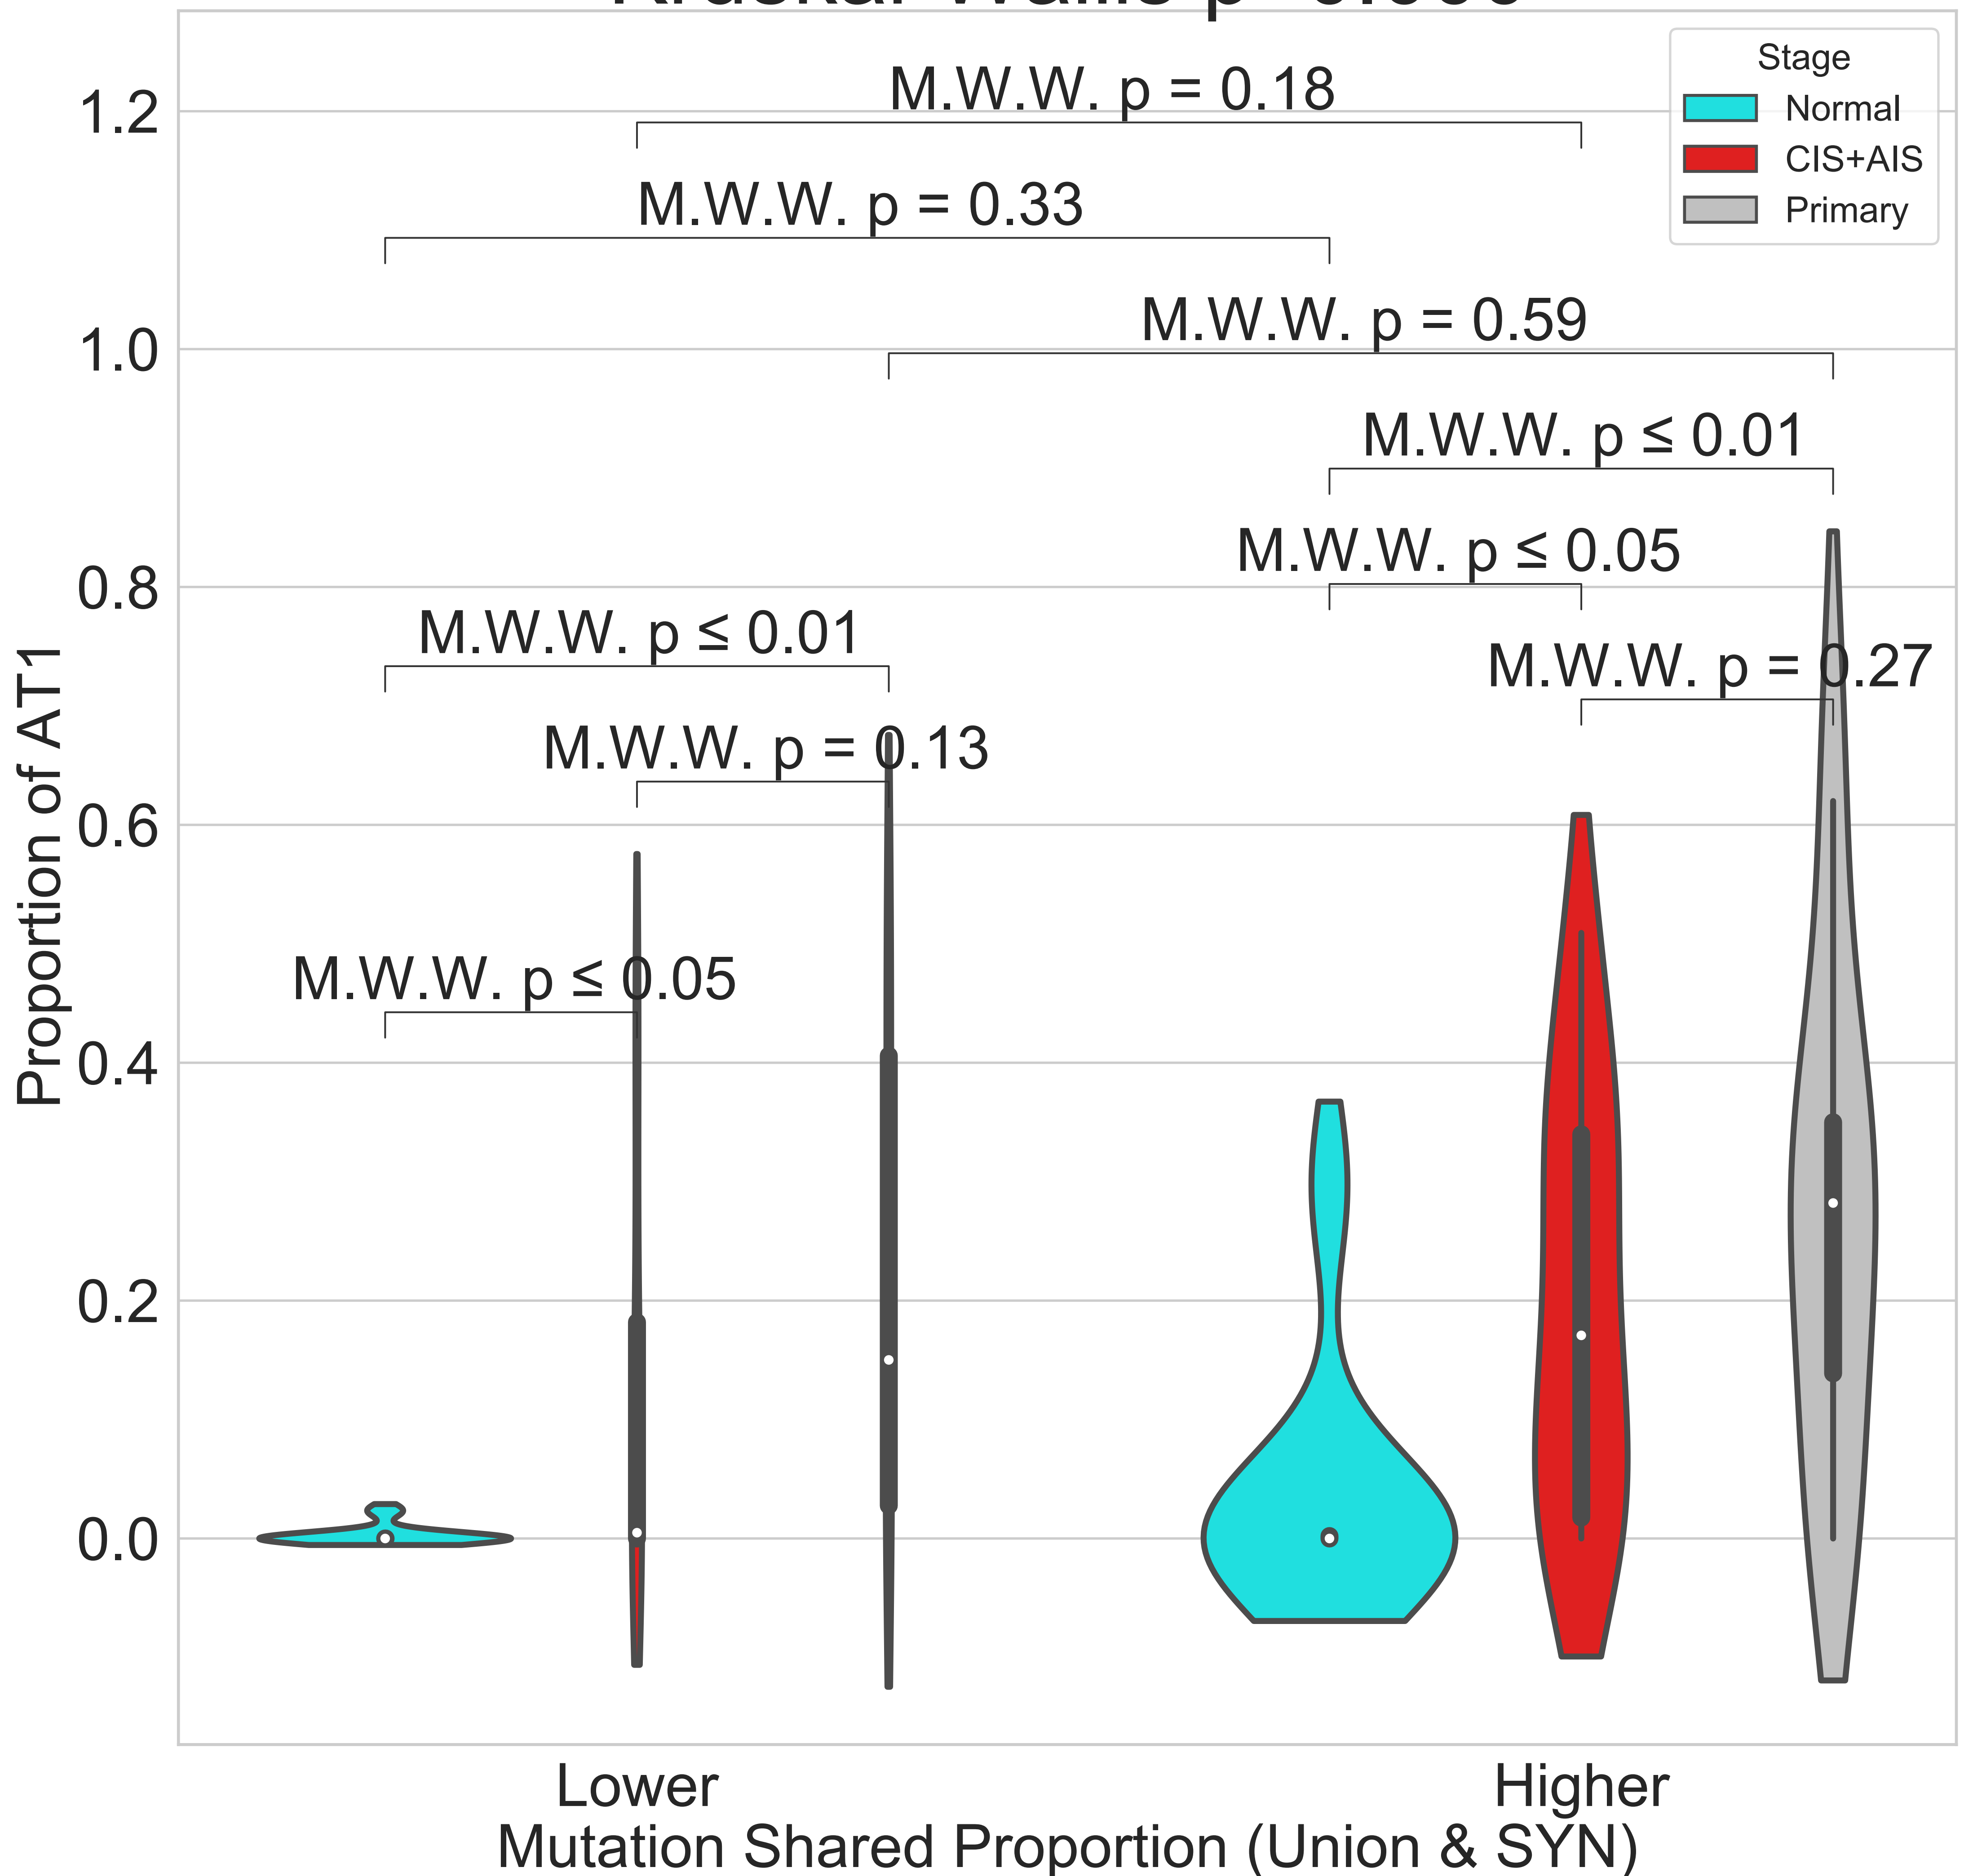 Stage
Normal
CIS+AIS
Primary
M.W.W. p = 0.18
M.W.W. p = 0.33
M.W.W. p = 0.59
M.W.W. p ≤ 0.01
M.W.W. p ≤ 0.05
M.W.W. p = 0.27
M.W.W. p ≤ 0.01
M.W.W. p = 0.13
M.W.W. p ≤ 0.05
1.2
1.0
0.8
0.6
0.4
0.2
0.0
Proportion of AT1
Lower
Higher
Mutation Shared Proportion (Union & SYN)